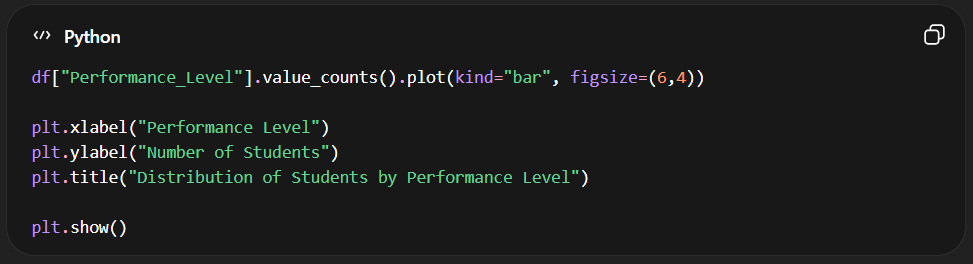 Python
df["Performance_Level"].value_counts().plot(kind="bar", figsize=(6,4))
plt.xlabel("Performance Level")
plt.ylabel("Number of Students")
plt.title("Distribution of Students by Performance Level")
plt.show()